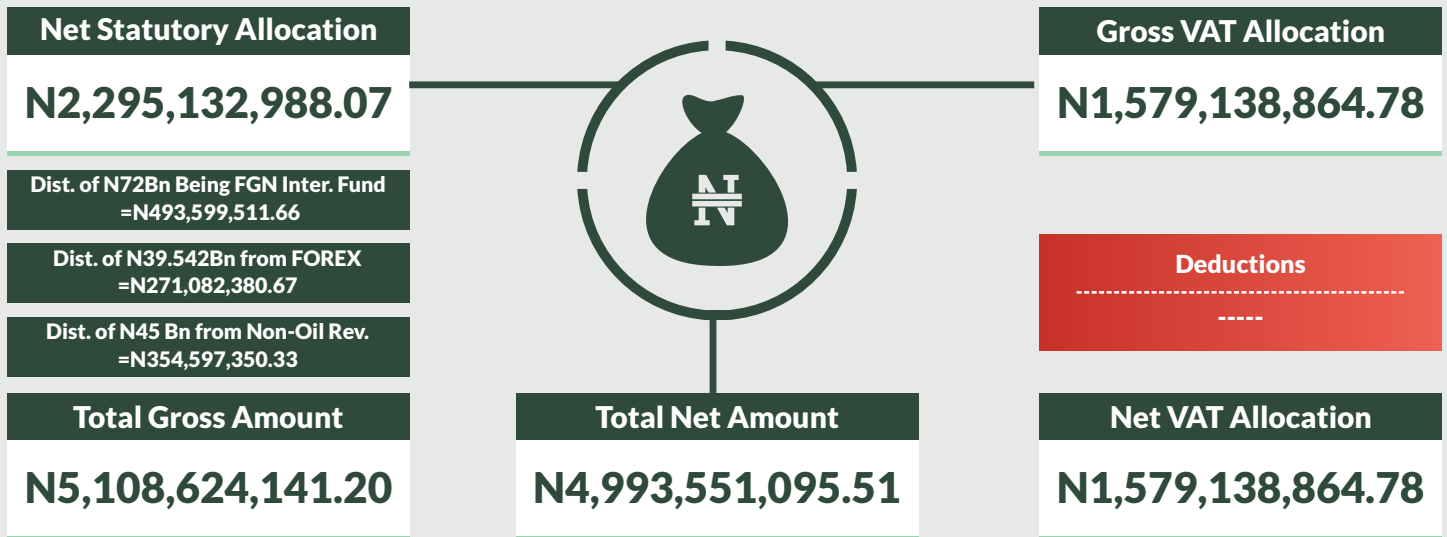 Net Statutory Allocation
N2,295,132,988.07
Dist. of N72Bn Being FGN Inter. Fund
=N493,599,511.66
Dist. of N39.542Bn from FOREX
=N271,082,380.67
Dist. of N45 Bn from Non-Oil Rev.
=N354,597,350.33
Total Gross Amount
N5,108,624,141.20
₦
Total Net Amount
N4,993,551,095.51
Gross VAT Allocation
N1,579,138,864.78
Deductions
--------------------------------------------
-----
Net VAT Allocation
N1,579,138,864.78